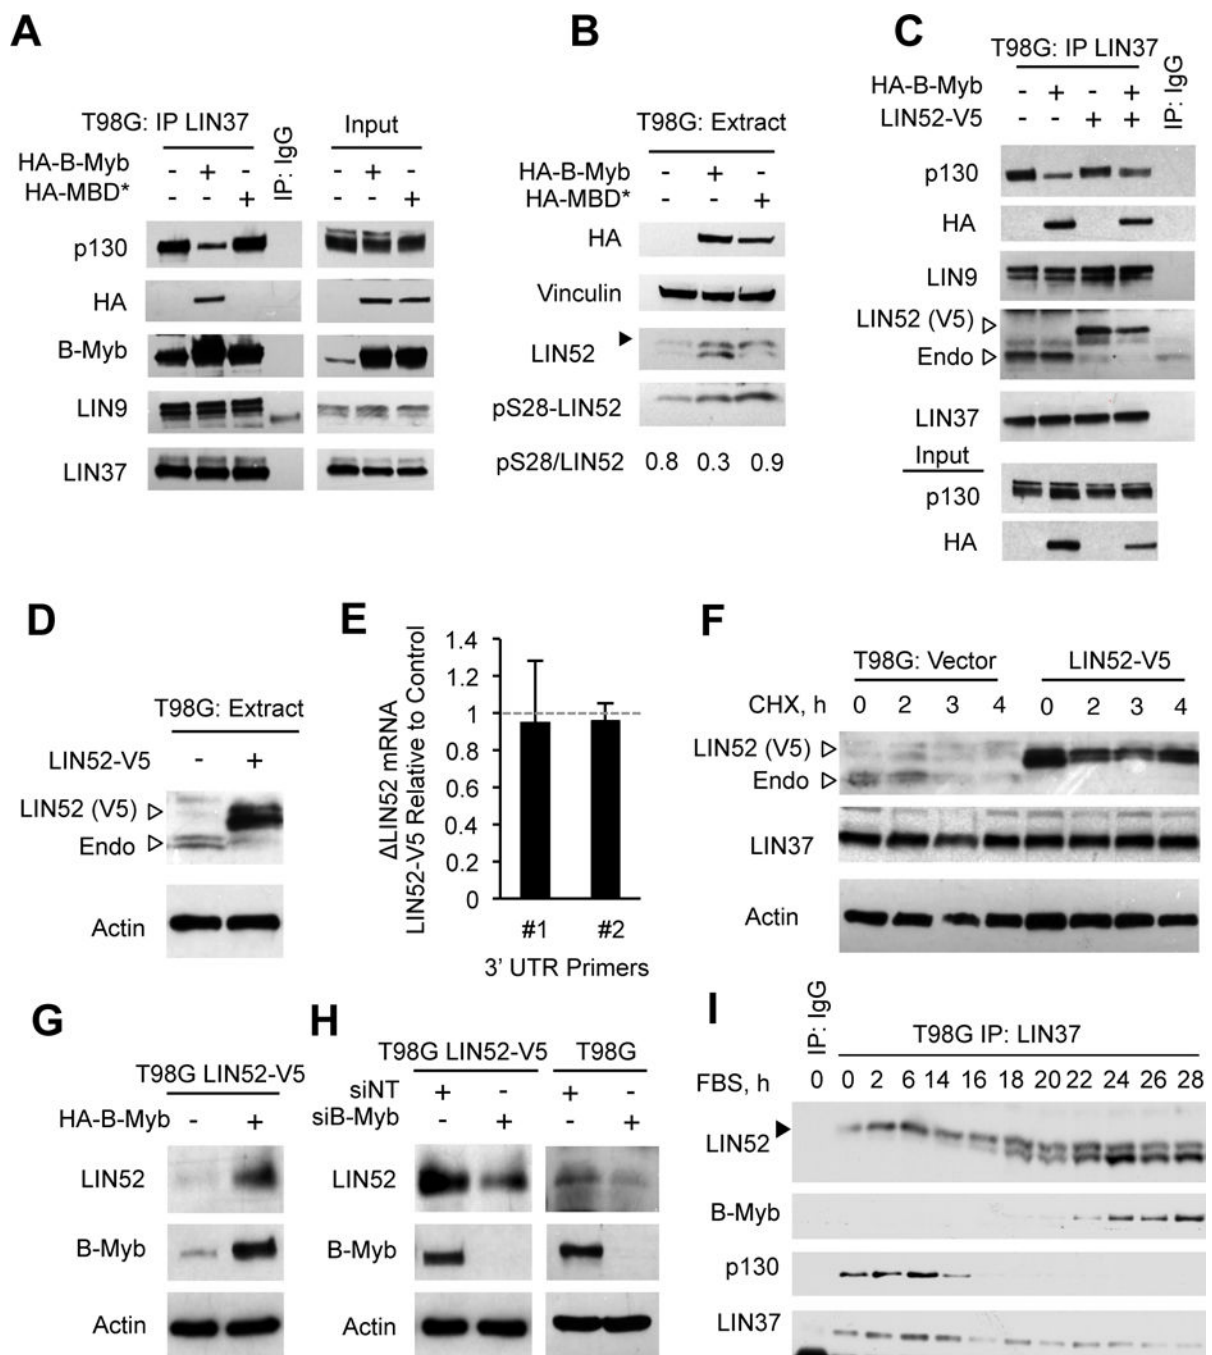 A
T98G: IP LIN37
Input
HA-B-Myb - + - - + -
HA-MBD* - - + - - +
IP: IgG
p130
HA
B-Myb
LIN9
LIN37
B
T98G: Extract
HA-B-Myb - + -
HA-MBD* - - +
HA
Vinculin
LIN52
pS28-LIN52
pS28/LIN52 0.8 0.3 0.9
C
T98G: IP LIN37
HA-B-Myb - + - +
LIN52-V5 - - + +
IP: IgG
p130
HA
LIN9
LIN52 (V5)
Endo
LIN37
Input
p130
HA
D
T98G: Extract
LIN52-V5 - +
LIN52 (V5)
Endo
Actin
E
ΔLIN52 mRNA
LIN52-V5 Relative to Control
1.4
1.2
1
0.8
0.6
0.4
0.2
0
#1 #2
3' UTR Primers
F
T98G: Vector LIN52-V5
CHX, h 0 2 3 4 0 2 3 4
LIN52 (V5)
Endo
LIN37
Actin
G
T98G LIN52-V5
HA-B-Myb - +
LIN52
B-Myb
Actin
H
T98G LIN52-V5 T98G
siNT + - + -
siB-Myb - + - +
LIN52
B-Myb
Actin
I
IP: IgG
T98G IP: LIN37
FBS, h 0 0 2 6 14 16 18 20 22 24 26 28
LIN52
B-Myb
p130
LIN37